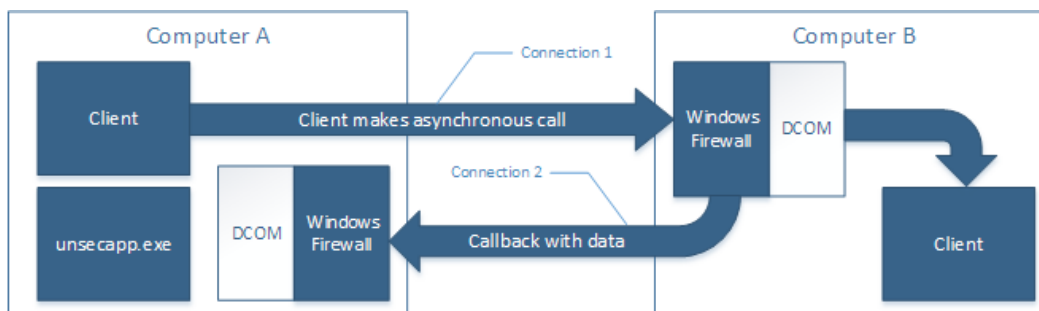 Computer A
Computer B
Connection 1
Client
Client makes asynchronous call
Windows
Firewall
DCOM
Connection 2
unsecapp.exe
DCOM
Windows
Firewall
Callback with data
Client